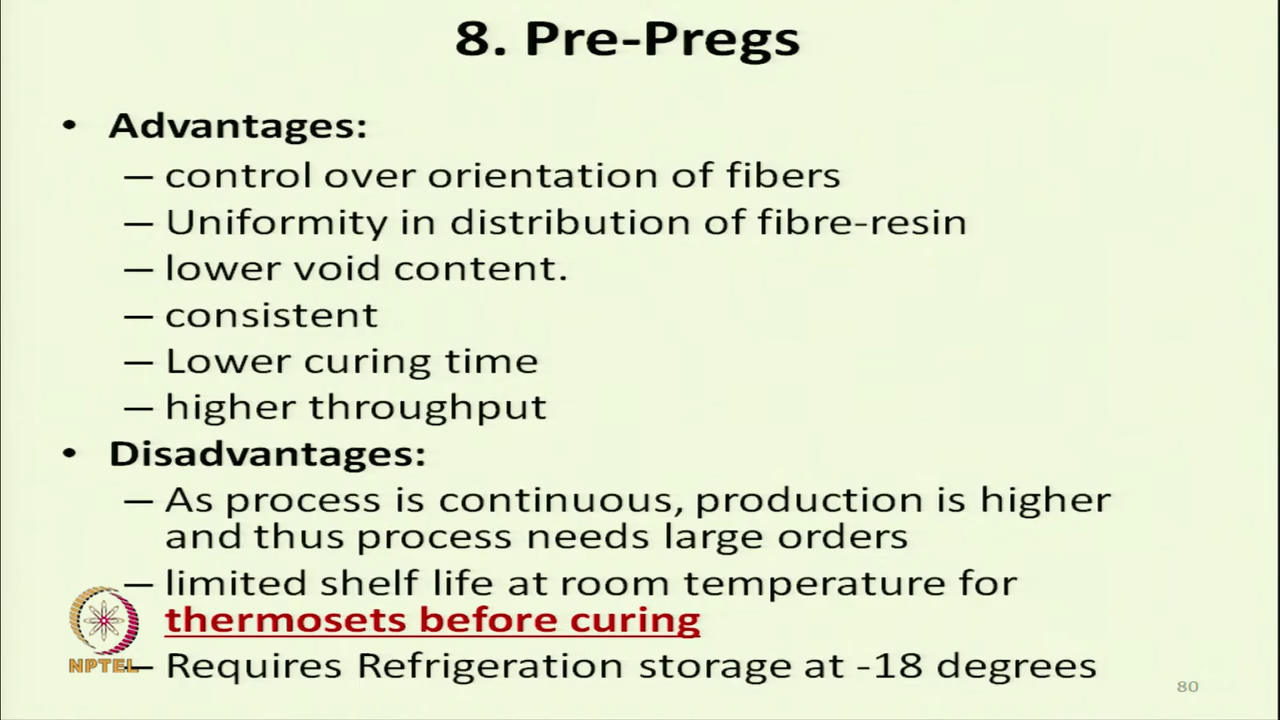 8. Pre-Pregs
• Advantages:
– control over orientation of fibers
– Uniformity in distribution of fibre-resin
– lower void content.
– consistent
– Lower curing time
– higher throughput
• Disadvantages:
– As process is continuous, production is higher
and thus process needs large orders
– limited shelf life at room temperature for
thermosets before curing
– Requires Refrigeration storage at -18 degrees
NPTEL
80